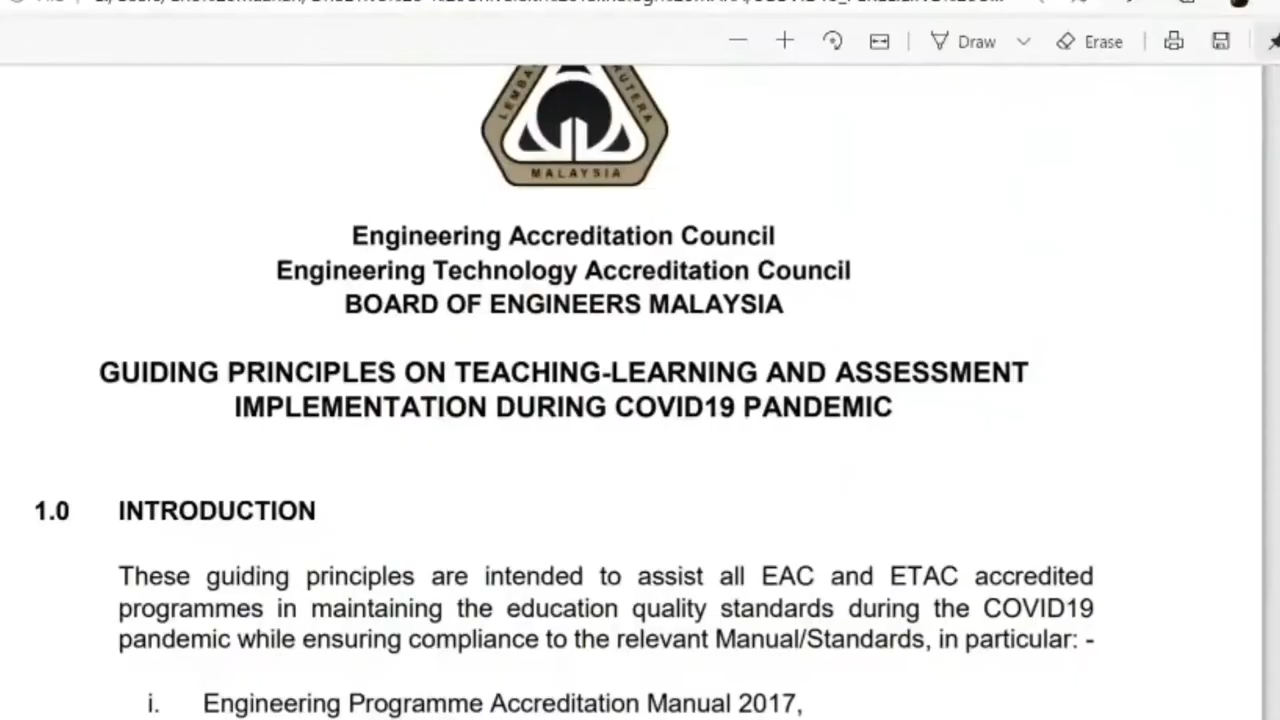 Draw
Erase
MALAYSIA
Engineering Accreditation Council
Engineering Technology Accreditation Council
BOARD OF ENGINEERS MALAYSIA
GUIDING PRINCIPLES ON TEACHING-LEARNING AND ASSESSMENT
IMPLEMENTATION DURING COVID19 PANDEMIC
1.0 INTRODUCTION
These guiding principles are intended to assist all EAC and ETAC accredited
programmes in maintaining the education quality standards during the COVID19
pandemic while ensuring compliance to the relevant Manual/Standards, in particular: -
i. Engineering Programme Accreditation Manual 2017,